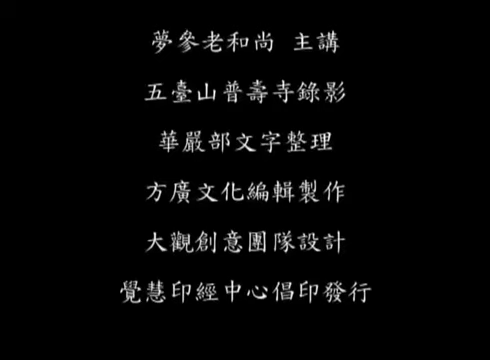 夢參老和尚 主講
五臺山普壽寺錄影
華嚴部文字整理
方廣文化編輯製作
大觀創意團隊設計
覺慧印經中心倡印發行